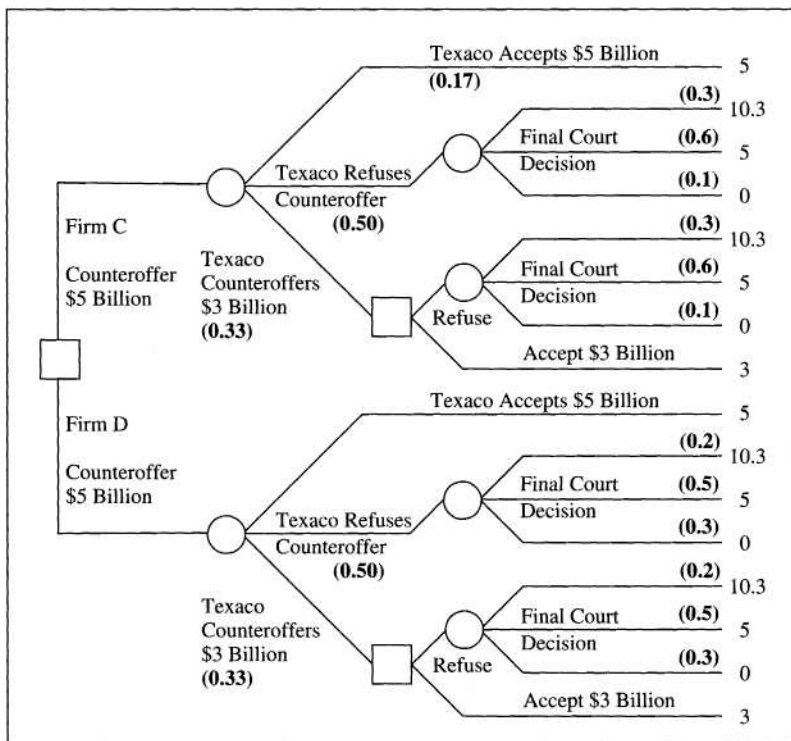 Texaco Accepts $5 Billion
(0.17)
5
(0.3)
10.3
Final Court
Decision
(0.6)
5
(0.1)
0
Texaco Refuses
Counteroffer
(0.50)
Firm C
Counteroffer
$5 Billion
Texaco
Counteroffers
$3 Billion
(0.33)
(0.3)
10.3
Final Court
Decision
(0.6)
5
(0.1)
0
Refuse
Accept $3 Billion
3
Texaco Accepts $5 Billion
5
Firm D
Counteroffer
$5 Billion
(0.2)
10.3
Final Court
Decision
(0.5)
5
(0.3)
0
Texaco Refuses
Counteroffer
(0.50)
Texaco
Counteroffers
$3 Billion
(0.33)
(0.2)
10.3
Final Court
Decision
(0.5)
5
(0.3)
0
Refuse
Accept $3 Billion
3